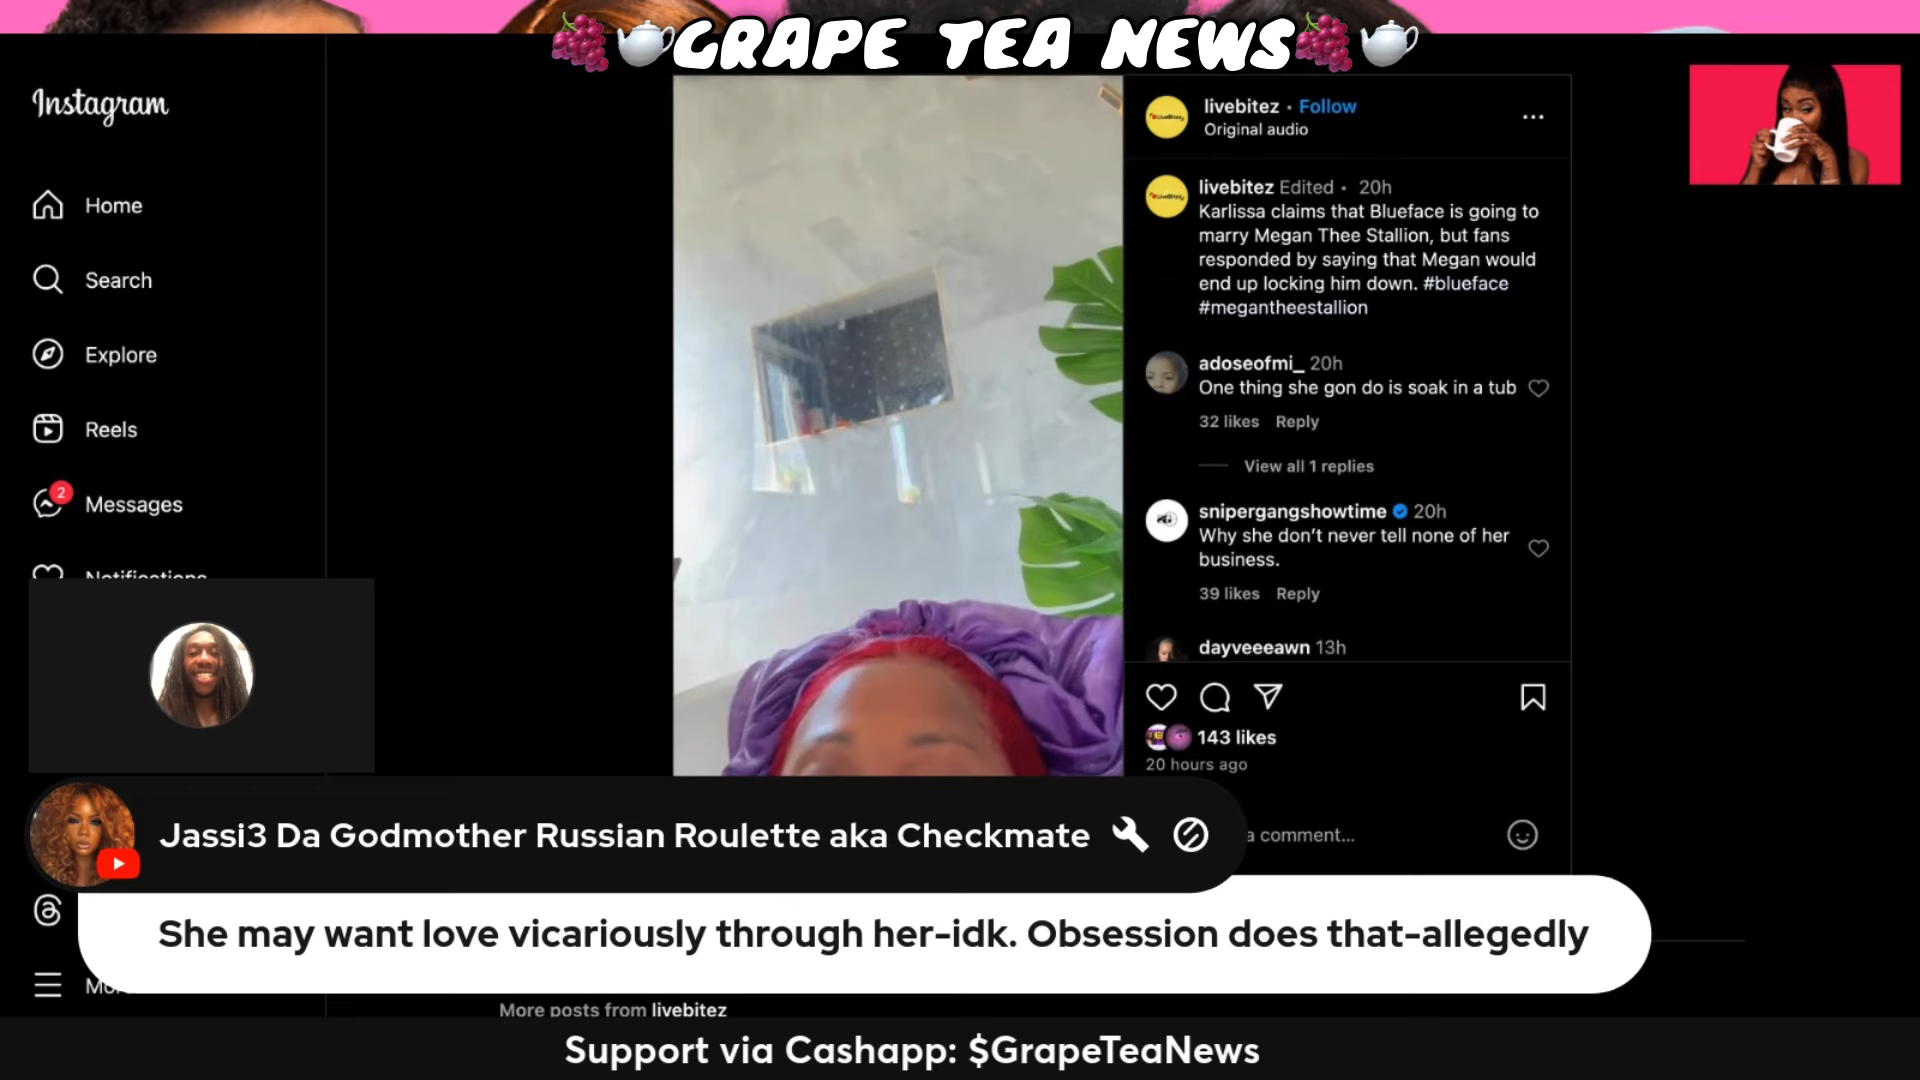 GRAPE TEA NEWS
Instagram
Home
Search
Explore
Reels
2
Messages
Notifications
More
livebitez • Follow
Original audio
livebitez Edited • 20h
Karlissa claims that Blueface is going to
marry Megan Thee Stallion, but fans
responded by saying that Megan would
end up locking him down. #blueface
#megantheestallion
adoseofmi_ 20h
One thing she gon do is soak in a tub
32 likes Reply
View all 1 replies
snipergangshowtime 20h
Why she don’t never tell none of her
business.
39 likes Reply
dayveeeawn 13h
143 likes
20 hours ago
a comment...
Jassi3 Da Godmother Russian Roulette aka Checkmate
She may want love vicariously through her-idk. Obsession does that-allegedly
More posts from livebitez
Support via Cashapp: $GrapeTeaNews